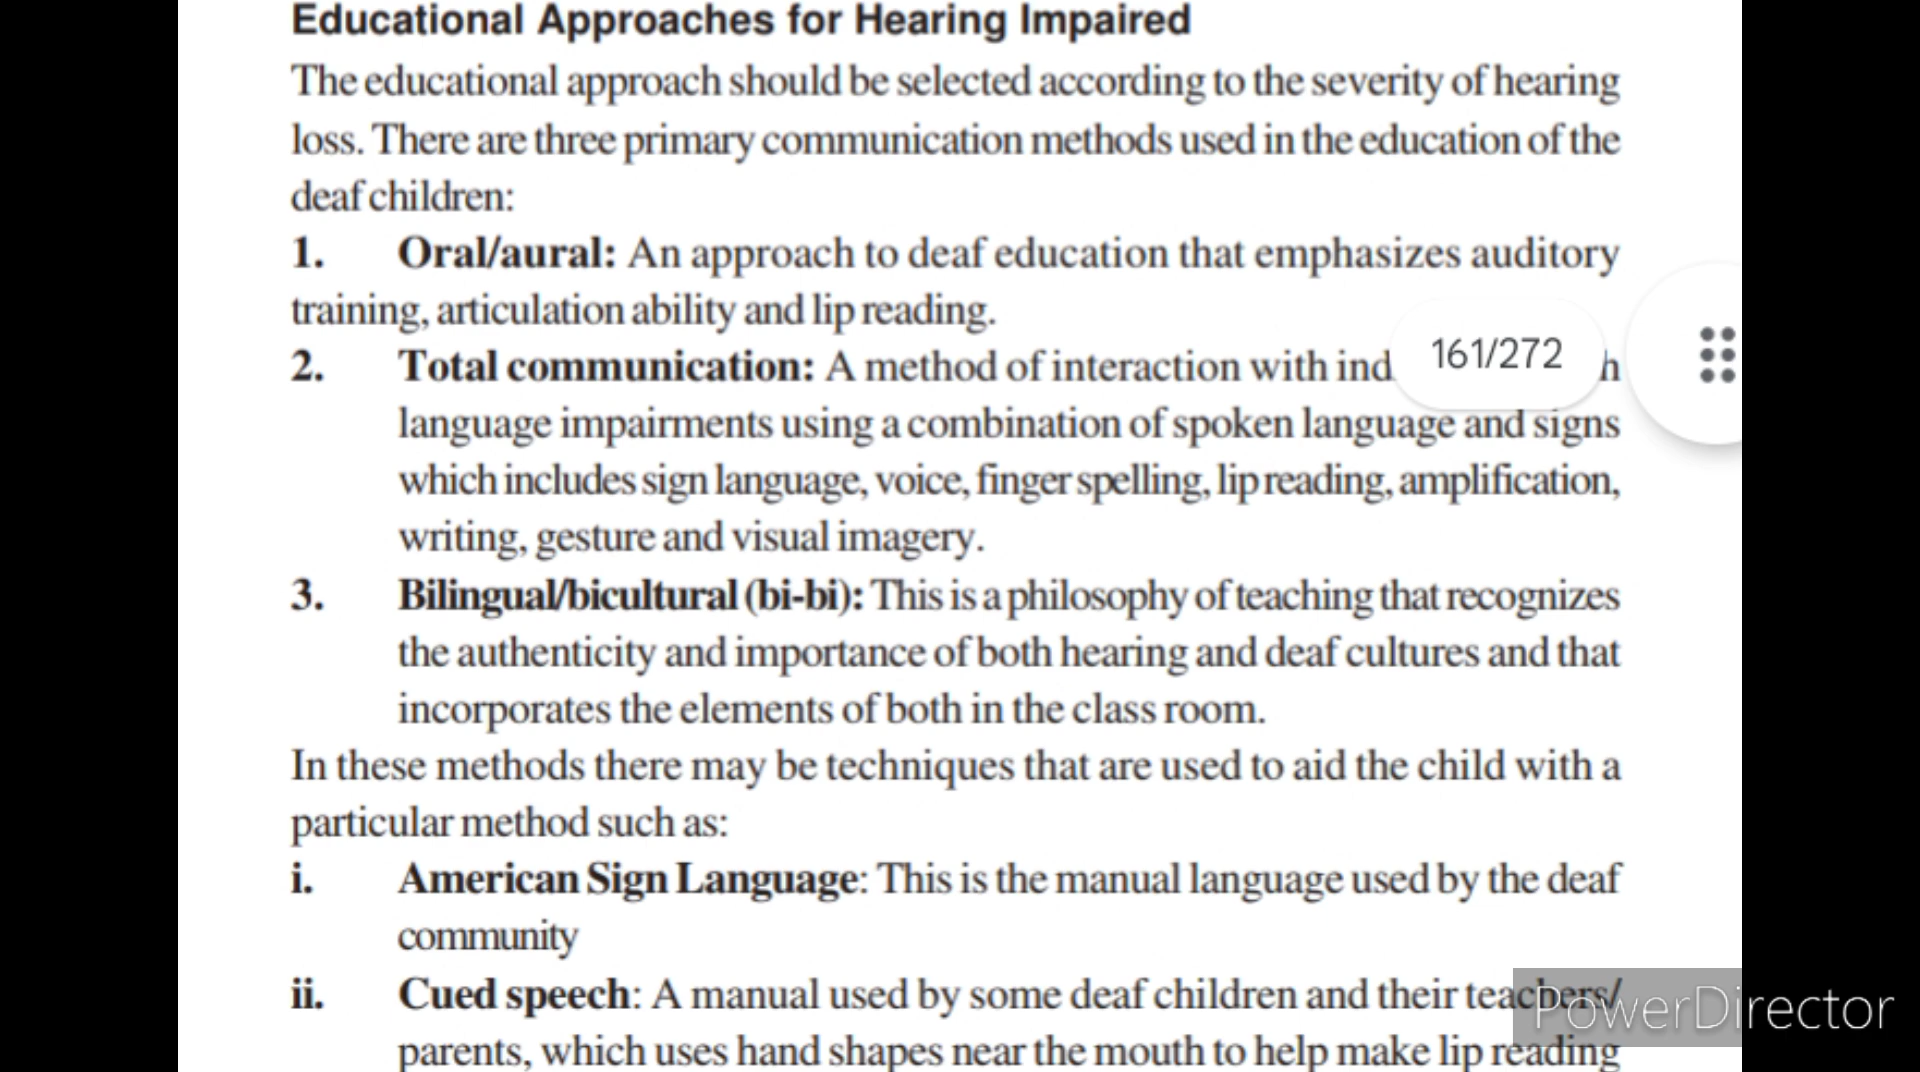 Educational Approaches for Hearing Impaired
The educational approach should be selected according to the severity of hearing
loss. There are three primary communication methods used in the education of the
deaf children:
1. Oral/aural: An approach to deaf education that emphasizes auditory
training, articulation ability and lip reading.
2. Total communication: A method of interaction with
161/272
language impairments using a combination of spoken language and signs
which includes sign language, voice, finger spelling, lip reading, amplification,
writing, gesture and visual imagery.
3. Bilingual/bicultural (bi-bi): This is a philosophy of teaching that recognizes
the authenticity and importance of both hearing and deaf cultures and that
incorporates the elements of both in the class room.
In these methods there may be techniques that are used to aid the child with a
particular method such as:
i. American Sign Language: This is the manual language used by the deaf
community
ii. Cued speech: A manual used by some deaf children and their teachers/
PowerDirector
parents, which uses hand shapes near the mouth to help make lip reading